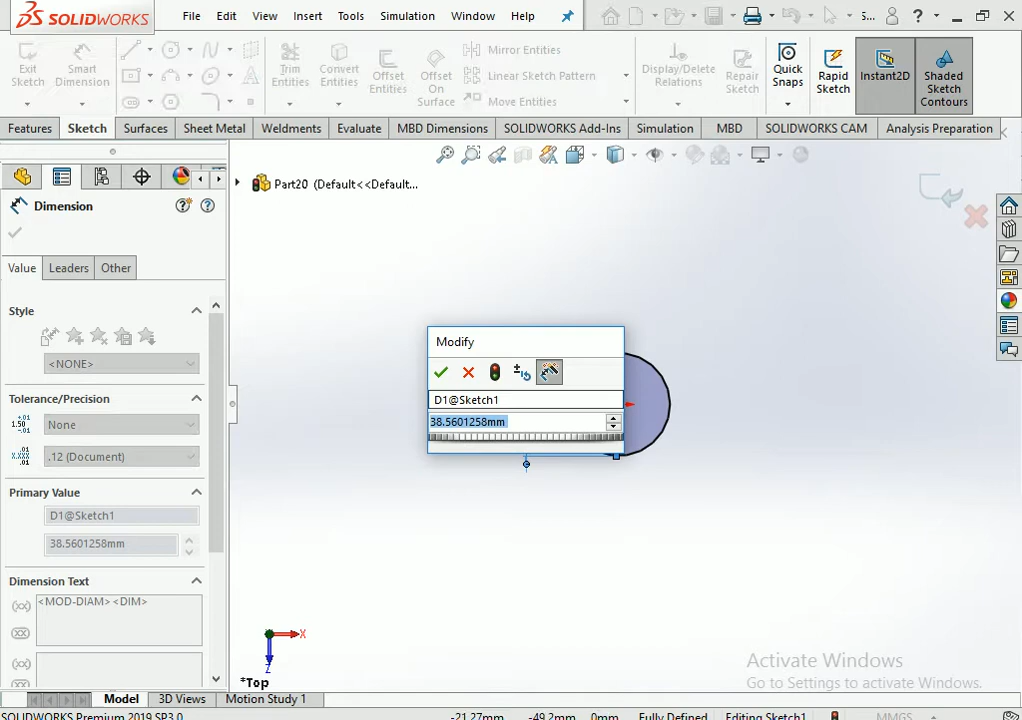 SOLIDWORKS
File Edit View Insert Tools Simulation Window Help
S... ?
Exit Sketch
Smart Dimension
Trim Entities
Convert Entities
Offset Entities
Offset On Surface
Mirror Entities
Linear Sketch Pattern
Move Entities
Display/Delete Relations
Repair Sketch
Quick Snaps
Rapid Sketch
Instant2D
Shaded Sketch Contours
Features Sketch Surfaces Sheet Metal Weldments Evaluate MBD Dimensions SOLIDWORKS Add-Ins Simulation MBD SOLIDWORKS CAM Analysis Preparation
Part20 (Default<<Default...
Dimension
Value Leaders Other
Style
<NONE>
Tolerance/Precision
None
.12 (Document)
Primary Value
D1@Sketch1
38.5601258mm
Dimension Text
<MOD-DIAM> <DIM>
Modify
D1@Sketch1
38.5601258mm
X
Z
*Top
Activate Windows
Go to Settings to activate Windows.
Model 3D Views Motion Study 1
SOLIDWORKS Premium 2019 SP3.0 -21.27mm -49.2mm 0mm Fully Defined Editing Sketch1 MMGS